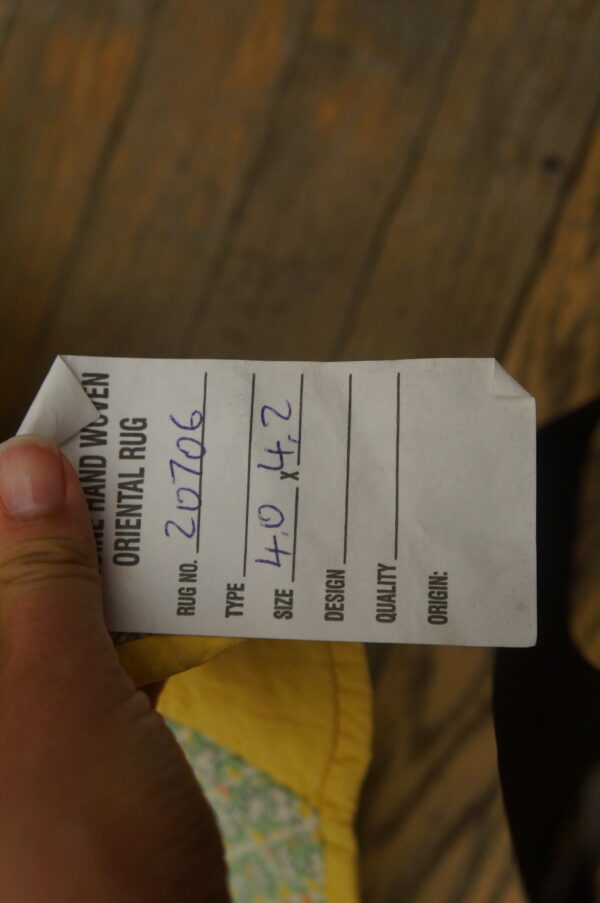 HAND WOVEN
ORIENTAL RUG
RUG NO. 20706
TYPE
SIZE 4.0 X 4.2
DESIGN
QUALITY
ORIGIN: